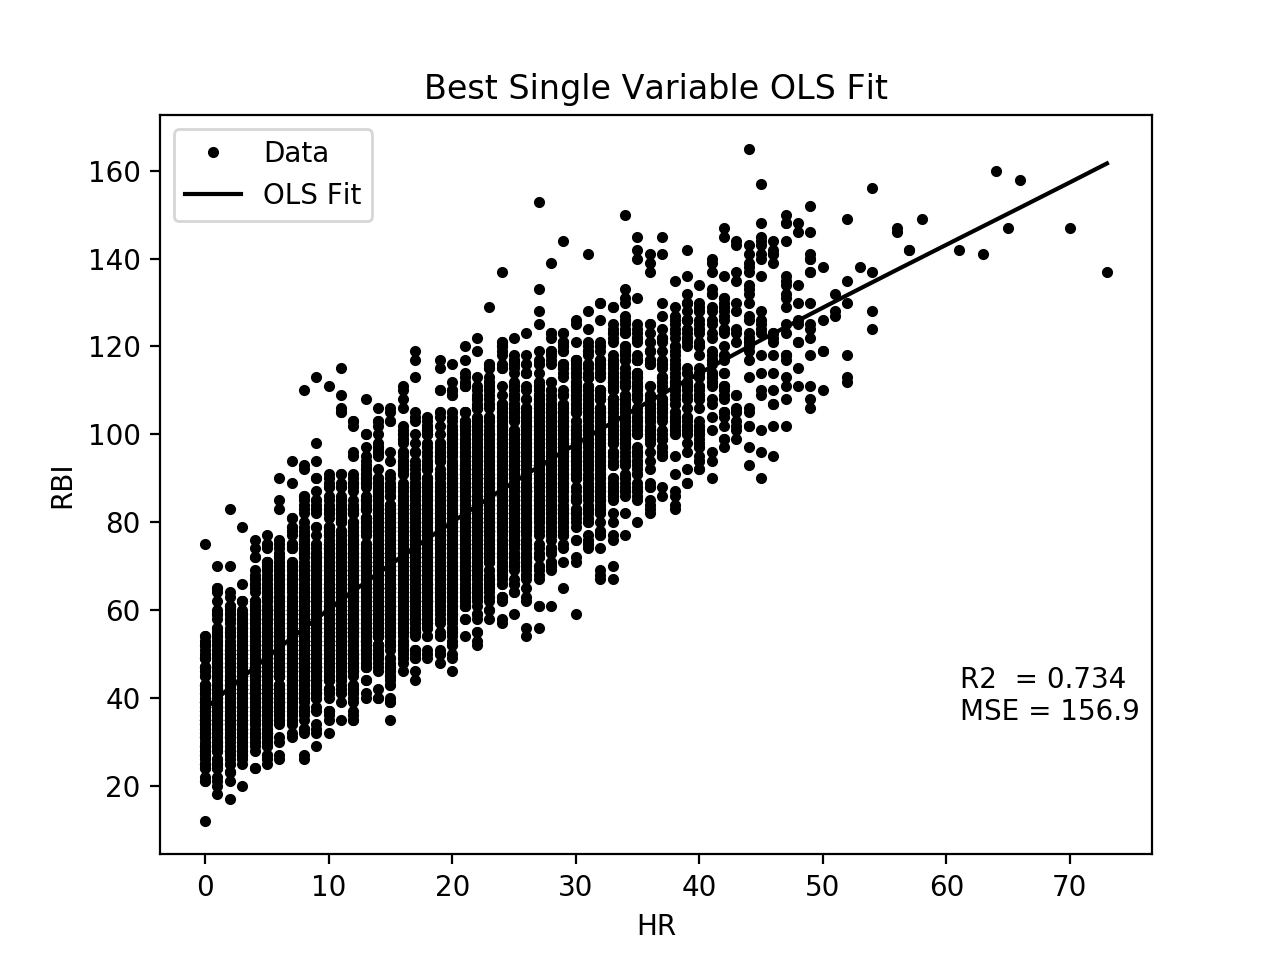 Best Single Variable OLS Fit
Data
OLS Fit
160
140
120
100
80
60
40
20
RBI
R2  = 0.734
MSE = 156.9
0 10 20 30 40 50 60 70
HR